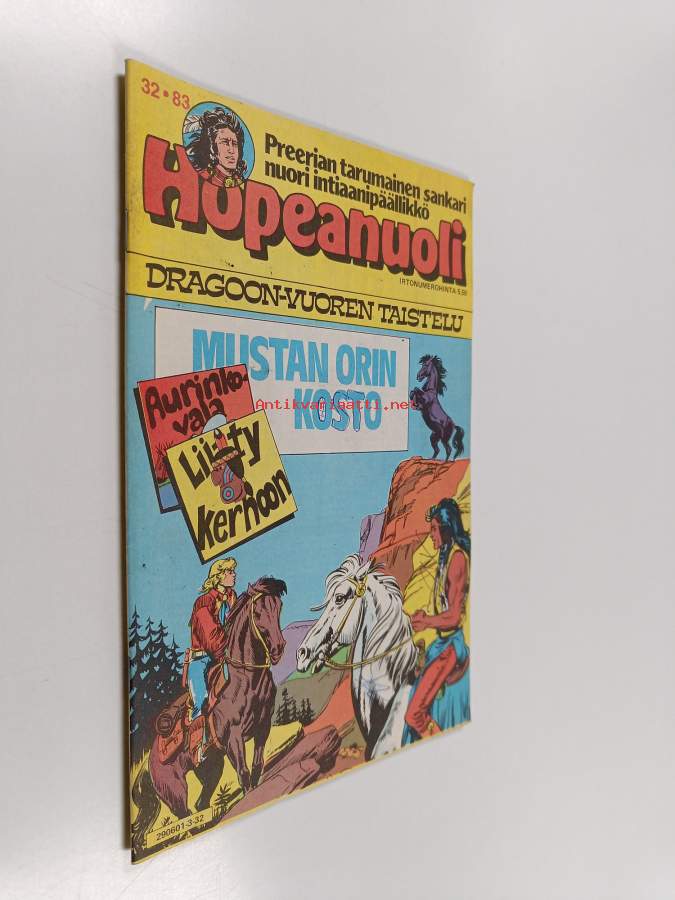 32•83
Preerian tarumainen sankari
nuori intiaanipäällikkö
Hopeanuoli
IRTONUMEROHINTA 5,50
DRAGOON-VUOREN TAISTELU
MUSTAN ORIN
KOSTO
Aurinko-
vala
Liity
kerhoon
Antikvariaatti.net
290601-3-32